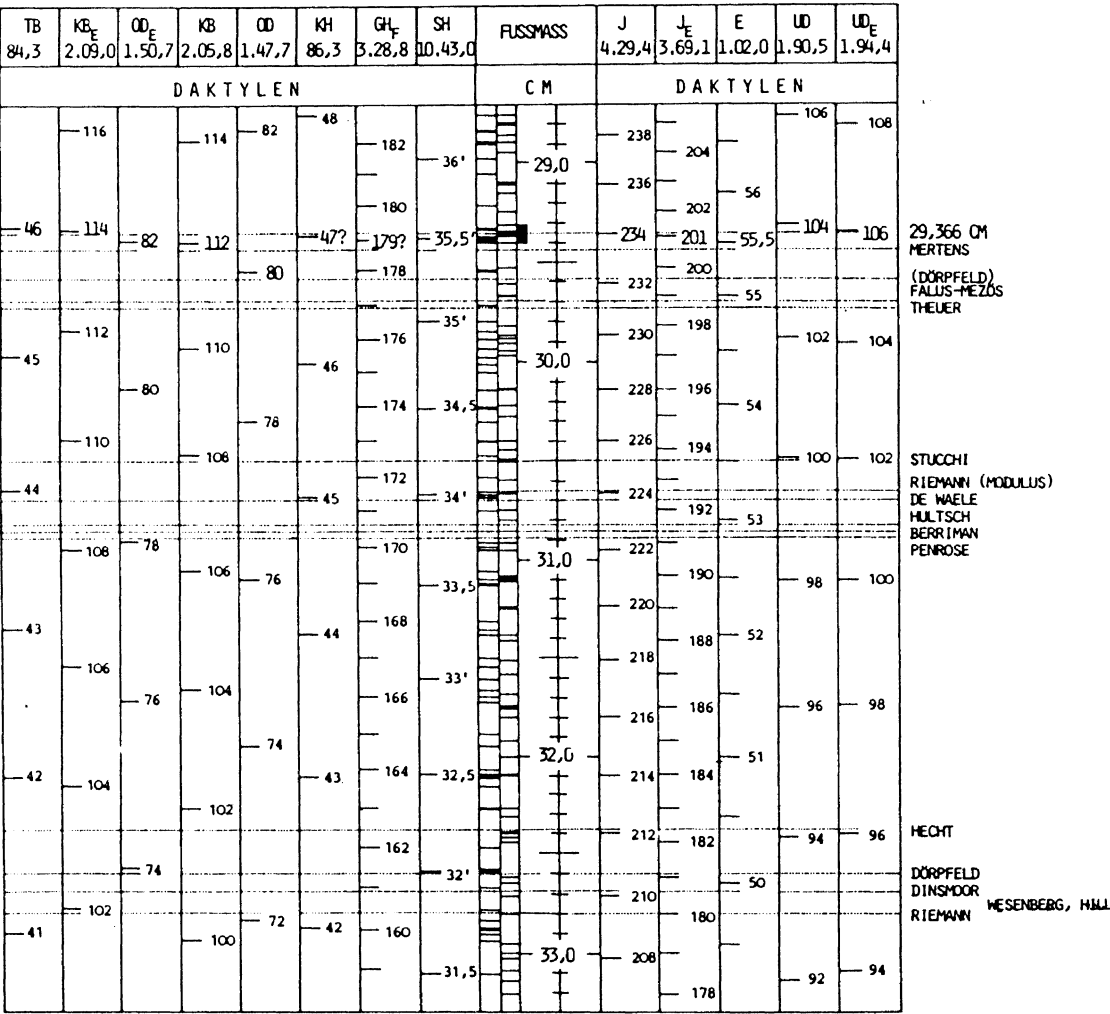 TB KB_E OD_E KB OD KH GH_F SH FUSSMASS J J_E E UD UD_E
84,3 2.09,0 1.50,7 2.05,8 1.47,7 86,3 3.28,8 10.43,0 4.29,4 3.69,1 1.02,0 1.90,5 1.94,4
DAKTYLEN CM DAKTYLEN
48 106
108
116 82
114 182 238
36' 29,0 204
236 56
180 202
46 114 82 112 47? 179? 35,5' 234 201 55,5 104 106 29,366 CM
MERTENS
80 178 200
(DÖRPFELD)
232 55 FALUS-MEZÖS
THEUER
112 35' 198
110 176 230 102 104
45 46 30,0
80 228 196
174 34,5 54
110 78 226 194
108 100 102 STUCCHI
172 RIEMANN (MODULUS)
44 45 34' 224 DE WAELE
192 53 HULTSCH
BERRIMAN
108 78 170 222 PENROSE
106 76 31,0 190 98 100
33,5 220
43 44 168 188 52
106 33' 218
76 104 166 216 186 96 98
74 32,0 51
42 104 43 164 32,5 214 184
102
162 212 182 94 96 HECHT
74 32' DÖRPFELD
50 DINSMOOR
102 210 WESENBERG, HILL
41 72 42 160 180 RIEMANN
100 33,0 208
31,5 92 94
178